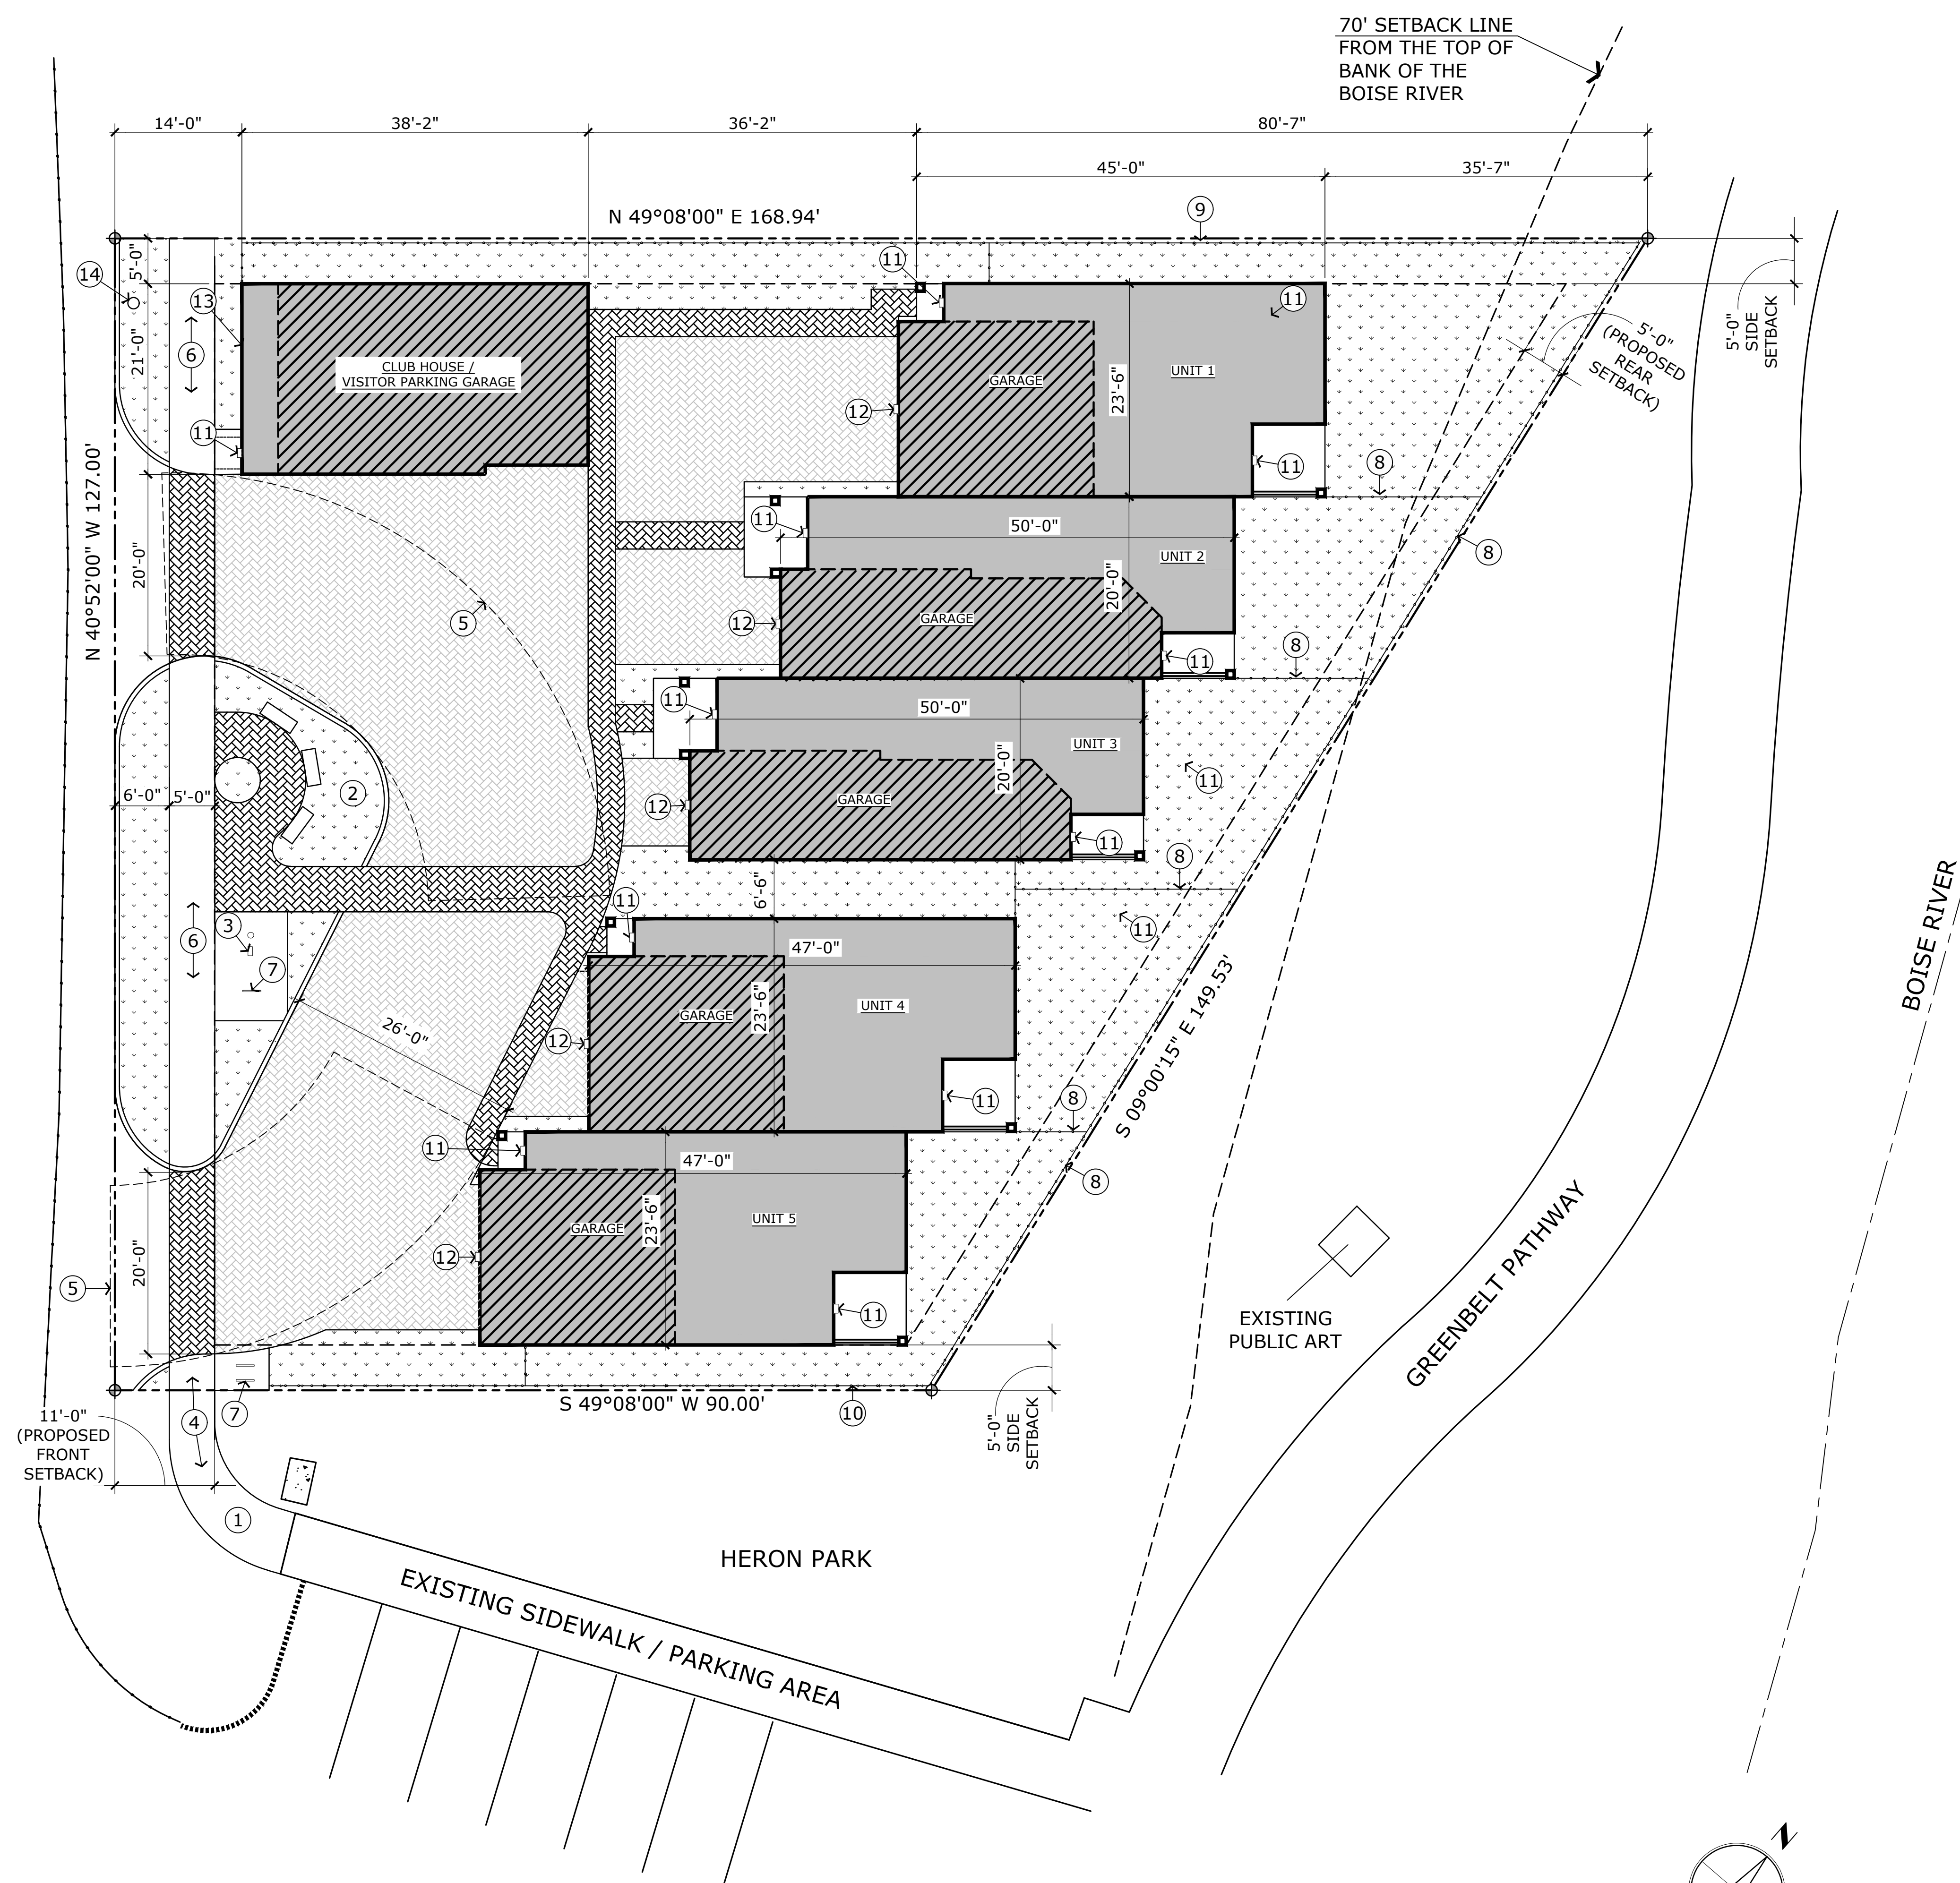 70' SETBACK LINE
FROM THE TOP OF
BANK OF THE
BOISE RIVER
14'-0"
38'-2"
36'-2"
80'-7"
45'-0"
35'-7"
N 49°08'00" E 168.94'
9
11
14
5'-0"
13
11
21'-0"
6
CLUB HOUSE /
VISITOR PARKING GARAGE
GARAGE
UNIT 1
23'-6"
12
5'-0"
(PROPOSED
REAR
SETBACK)
5'-0"
SIDE
SETBACK
11
11
8
N 40°52'00" W 127.00'
20'-0"
5
11
50'-0"
UNIT 2
20'-0"
8
12
GARAGE
11
8
11
50'-0"
UNIT 3
20'-0"
11
6'-0"
5'-0"
2
12
GARAGE
11
8
6'-6"
11
11
3
6
7
47'-0"
UNIT 4
GARAGE
23'-6"
26'-0"
12
11
8
S 09°00'15" E 149.53'
BOISE RIVER
11
47'-0"
8
UNIT 5
GARAGE
23'-6"
12
20'-0"
5
11
EXISTING
PUBLIC ART
GREENBELT PATHWAY
S 49°08'00" W 90.00'
10
5'-0"
SIDE
SETBACK
11'-0"
(PROPOSED
FRONT
SETBACK)
4
7
1
HERON PARK
EXISTING SIDEWALK / PARKING AREA
N